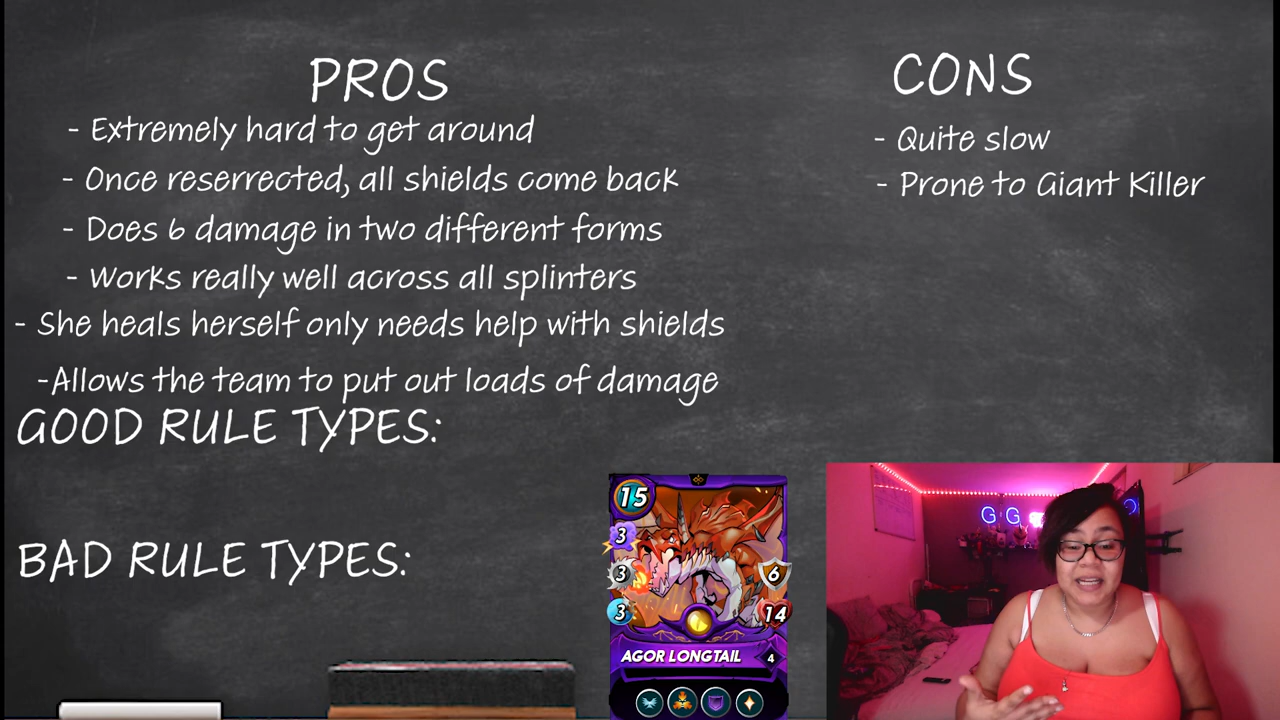 PROS
- Extremely hard to get around
- Once reserrected, all shields come back
- Does 6 damage in two different forms
- Works really well across all splinters
- She heals herself only needs help with shields
-Allows the team to put out loads of damage
CONS
- Quite slow
- Prone to Giant Killer
GOOD RULE TYPES:
BAD RULE TYPES:
15
3
3
6
3
14
AGOR LONGTAIL 4
G G